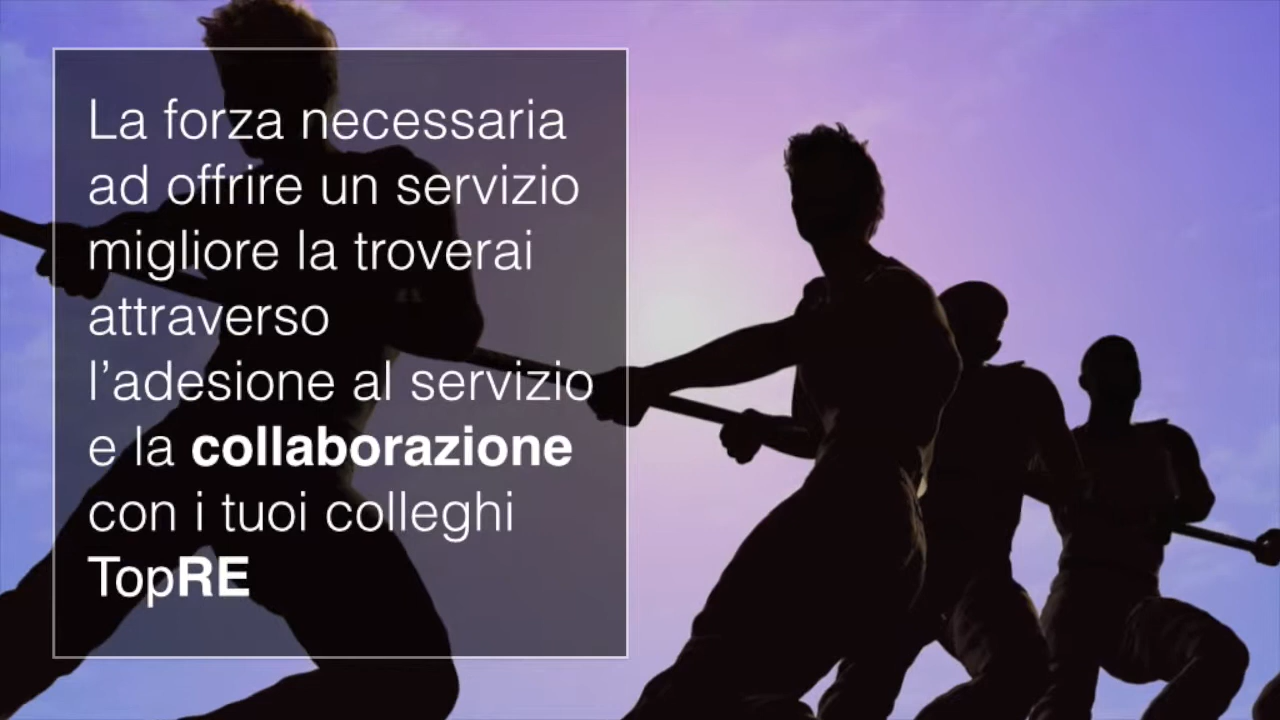 La forza necessaria
ad offrire un servizio
migliore la troverai
attraverso
l’adesione al servizio
e la collaborazione
con i tuoi colleghi
TopRE